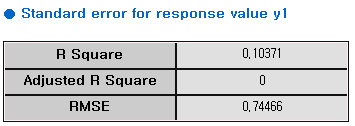 ● Standard error for response value y1
R Square 0,10371
Adjusted R Square 0
RMSE 0,74466